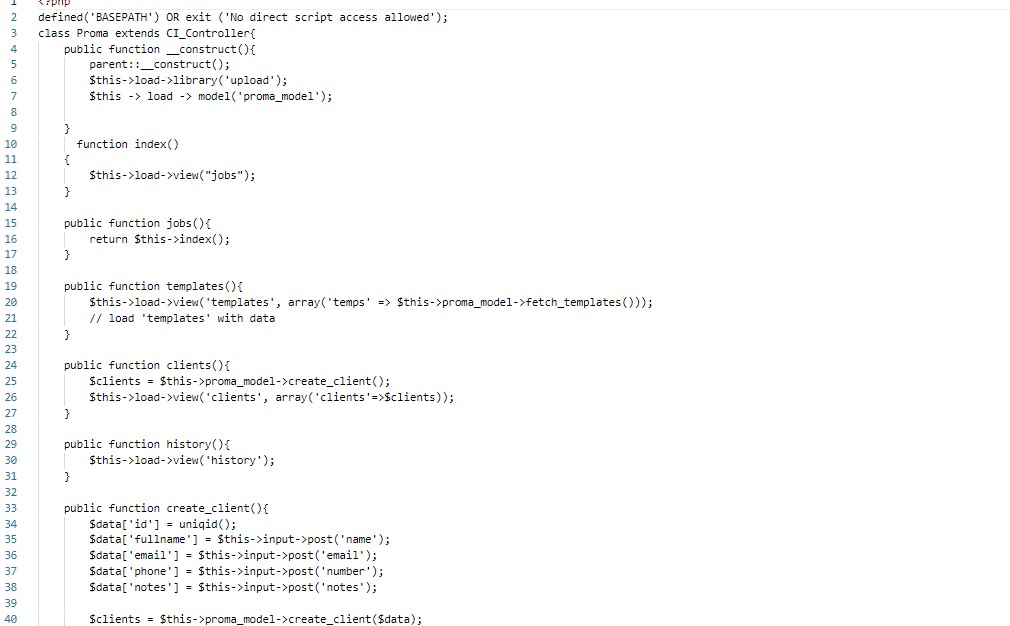 1 <?php
2 defined('BASEPATH') OR exit ('No direct script access allowed');
3 class Proma extends CI_Controller{
4 public function __construct(){
5 parent::__construct();
6 $this->load->library('upload');
7 $this -> load -> model('proma_model');
8
9 }
10 function index()
11 {
12 $this->load->view("jobs");
13 }
14
15 public function jobs(){
16 return $this->index();
17 }
18
19 public function templates(){
20 $this->load->view('templates', array('temps' => $this->proma_model->fetch_templates()));
21 // load 'templates' with data
22 }
23
24 public function clients(){
25 $clients = $this->proma_model->create_client();
26 $this->load->view('clients', array('clients'=>$clients));
27 }
28
29 public function history(){
30 $this->load->view('history');
31 }
32
33 public function create_client(){
34 $data['id'] = uniqid();
35 $data['fullname'] = $this->input->post('name');
36 $data['email'] = $this->input->post('email');
37 $data['phone'] = $this->input->post('number');
38 $data['notes'] = $this->input->post('notes');
39
40 $clients = $this->proma_model->create_client($data);